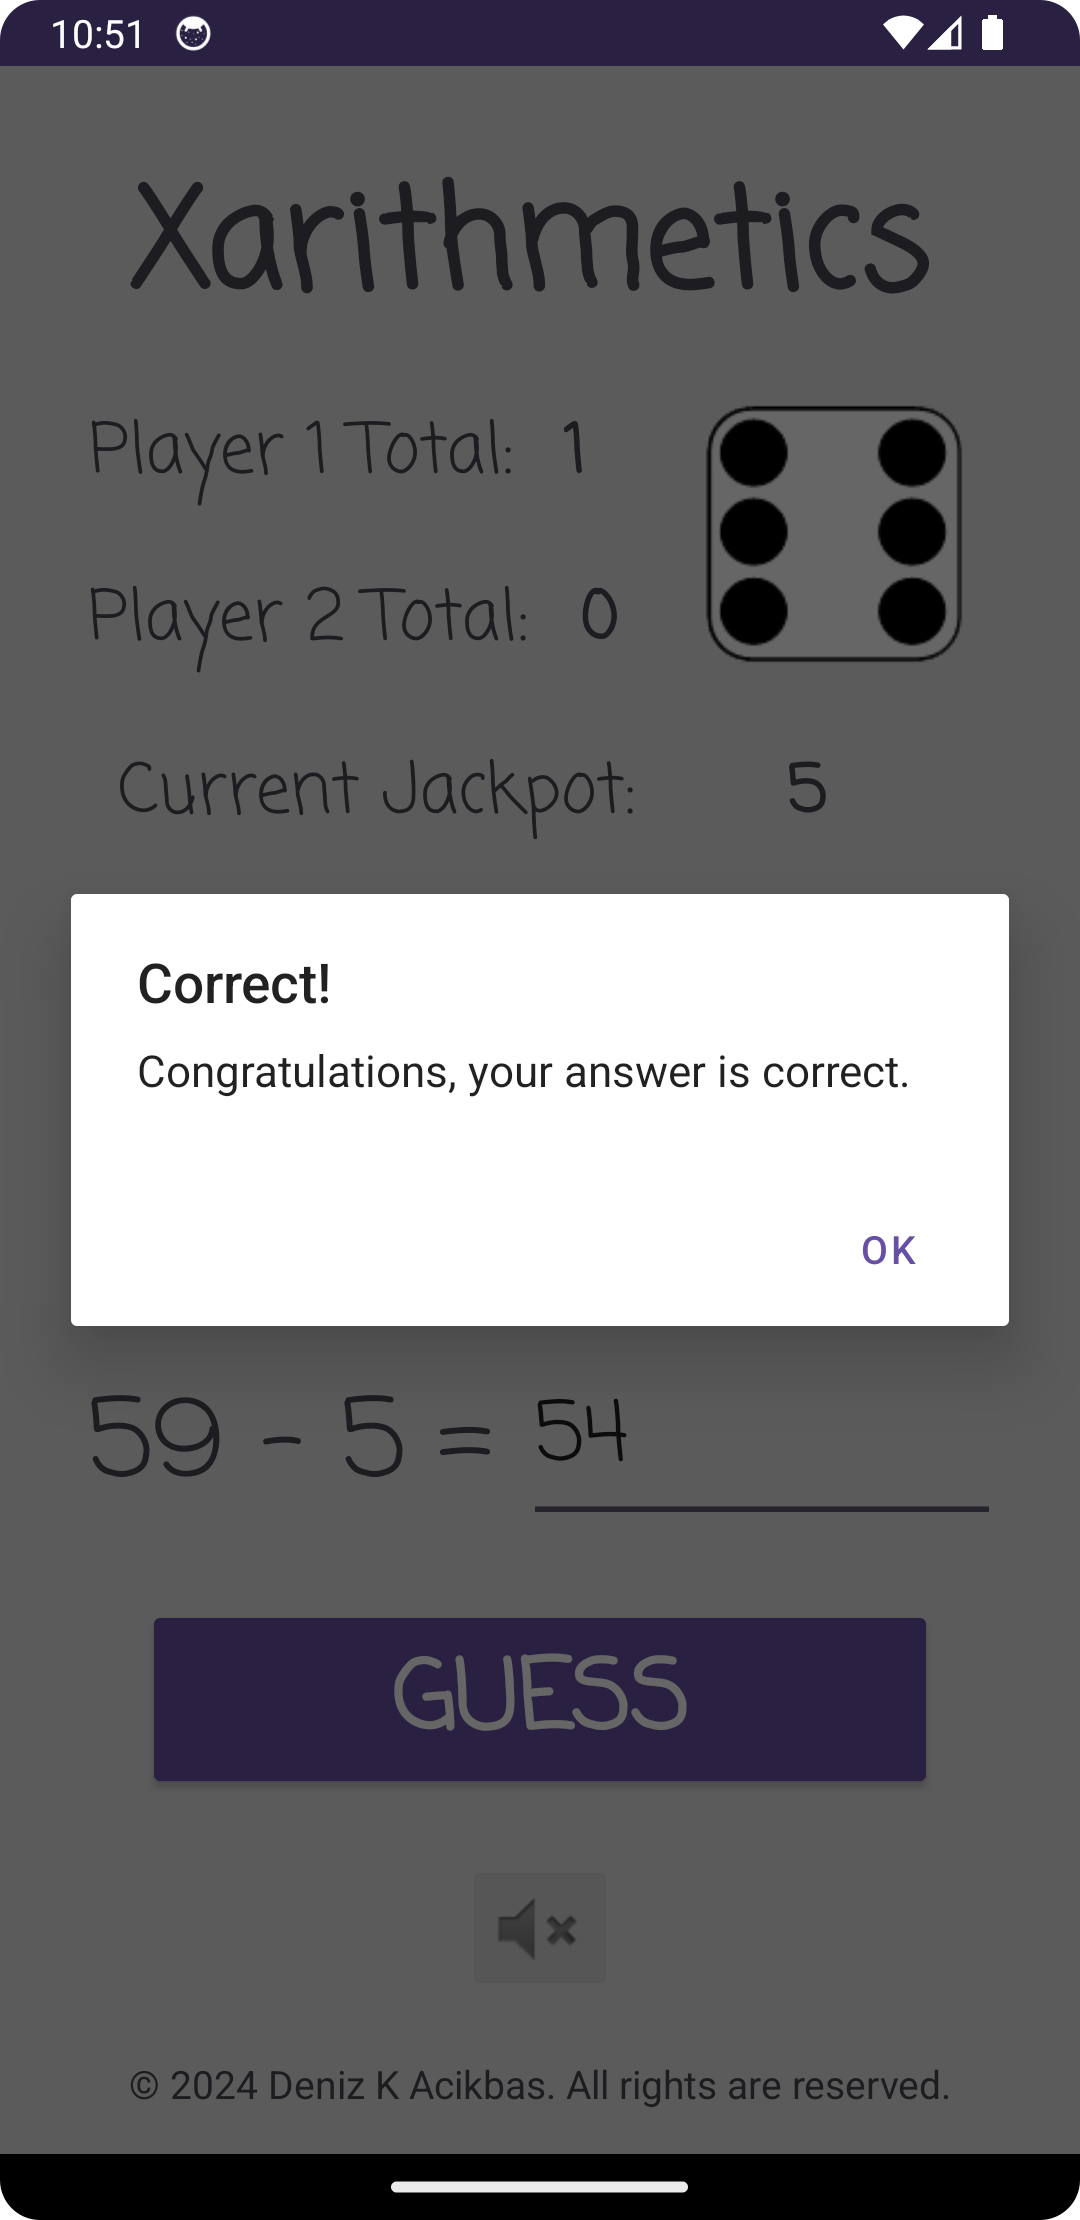 10:51
Xarithmetics
Player 1 Total: 1
Player 2 Total: 0
Current Jackpot: 5
Correct!
Congratulations, your answer is correct.
OK
59 - 5 = 54
GUESS
© 2024 Deniz K Acikbas. All rights are reserved.